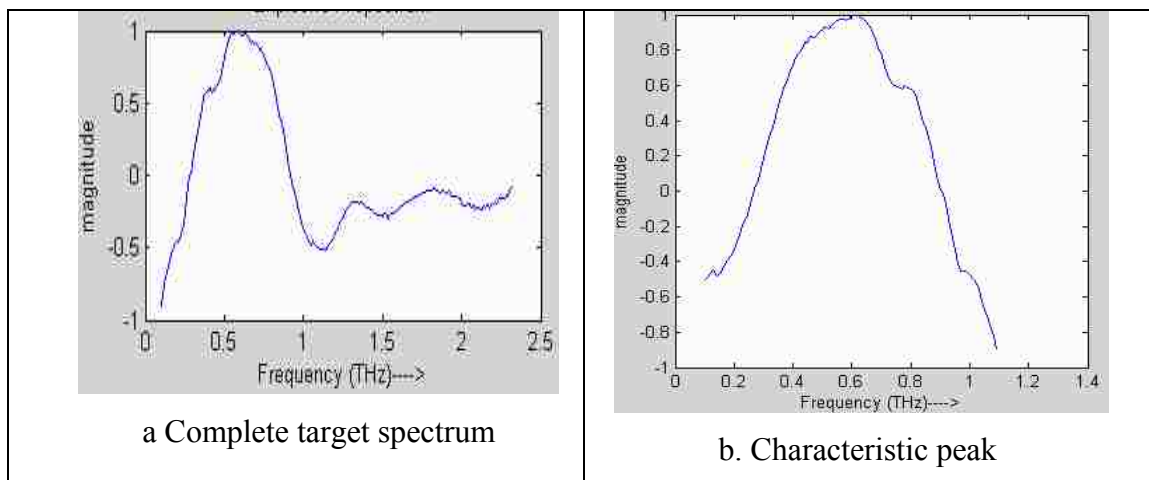 1
0.5
0
-0.5
-1
magnitude
0 0.5 1 1.5 2 2.5
Frequency (THz)---->
a Complete target spectrum
1
0.8
0.6
0.4
0.2
0
-0.2
-0.4
-0.6
-0.8
-1
magnitude
0 0.2 0.4 0.6 0.8 1 1.2 1.4
Frequency (THz)---->
b. Characteristic peak